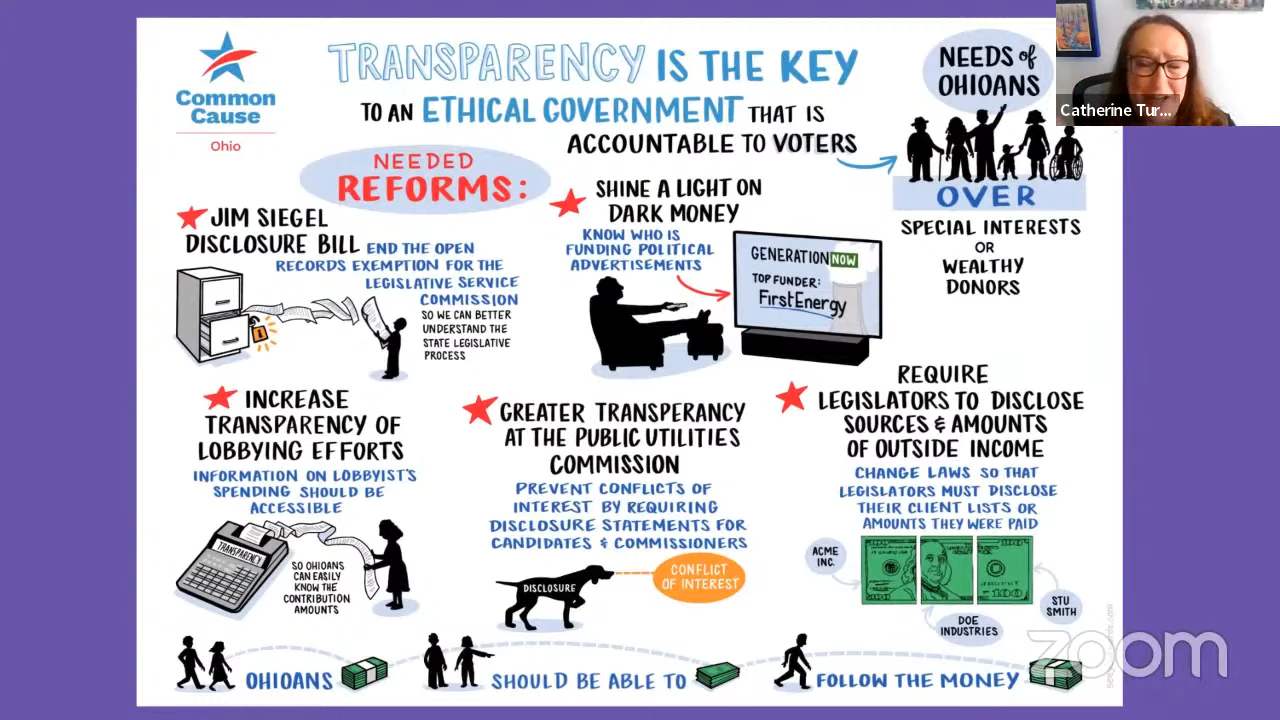 Common
Cause
Ohio
TRANSPARENCY IS THE KEY
TO AN ETHICAL GOVERNMENT THAT IS
ACCOUNTABLE TO VOTERS
NEEDS of
OHIOANS
OVER
SPECIAL INTERESTS
OR
WEALTHY
DONORS
Catherine Tur...
NEEDED
REFORMS:
JIM SIEGEL
DISCLOSURE BILL
END THE OPEN
RECORDS EXEMPTION FOR THE
LEGISLATIVE SERVICE
COMMISSION
SO WE CAN BETTER
UNDERSTAND THE
STATE LEGISLATIVE
PROCESS
SHINE A LIGHT ON
DARK MONEY
KNOW WHO IS
FUNDING POLITICAL
ADVERTISEMENTS
GENERATION NOW
TOP FUNDER:
FirstEnergy
INCREASE
TRANSPARENCY OF
LOBBYING EFFORTS
INFORMATION ON LOBBYIST'S
SPENDING SHOULD BE
ACCESSIBLE
TRANSPARENCY
SO OHIOANS
CAN EASILY
KNOW THE
CONTRIBUTION
AMOUNTS
GREATER TRANSPERANCY
AT THE PUBLIC UTILITIES
COMMISSION
PREVENT CONFLICTS OF
INTEREST BY REQUIRING
DISCLOSURE STATEMENTS FOR
CANDIDATES & COMMISSIONERS
DISCLOSURE
CONFLICT
OF INTEREST
REQUIRE
LEGISLATORS TO DISCLOSE
SOURCES & AMOUNTS
OF OUTSIDE INCOME
CHANGE LAWS SO THAT
LEGISLATORS MUST DISCLOSE
THEIR CLIENT LISTS OR
AMOUNTS THEY WERE PAID
ACME
INC.
100
DOE
INDUSTRIES
STU
SMITH
OHIOANS
SHOULD BE ABLE TO
FOLLOW THE MONEY
zoom